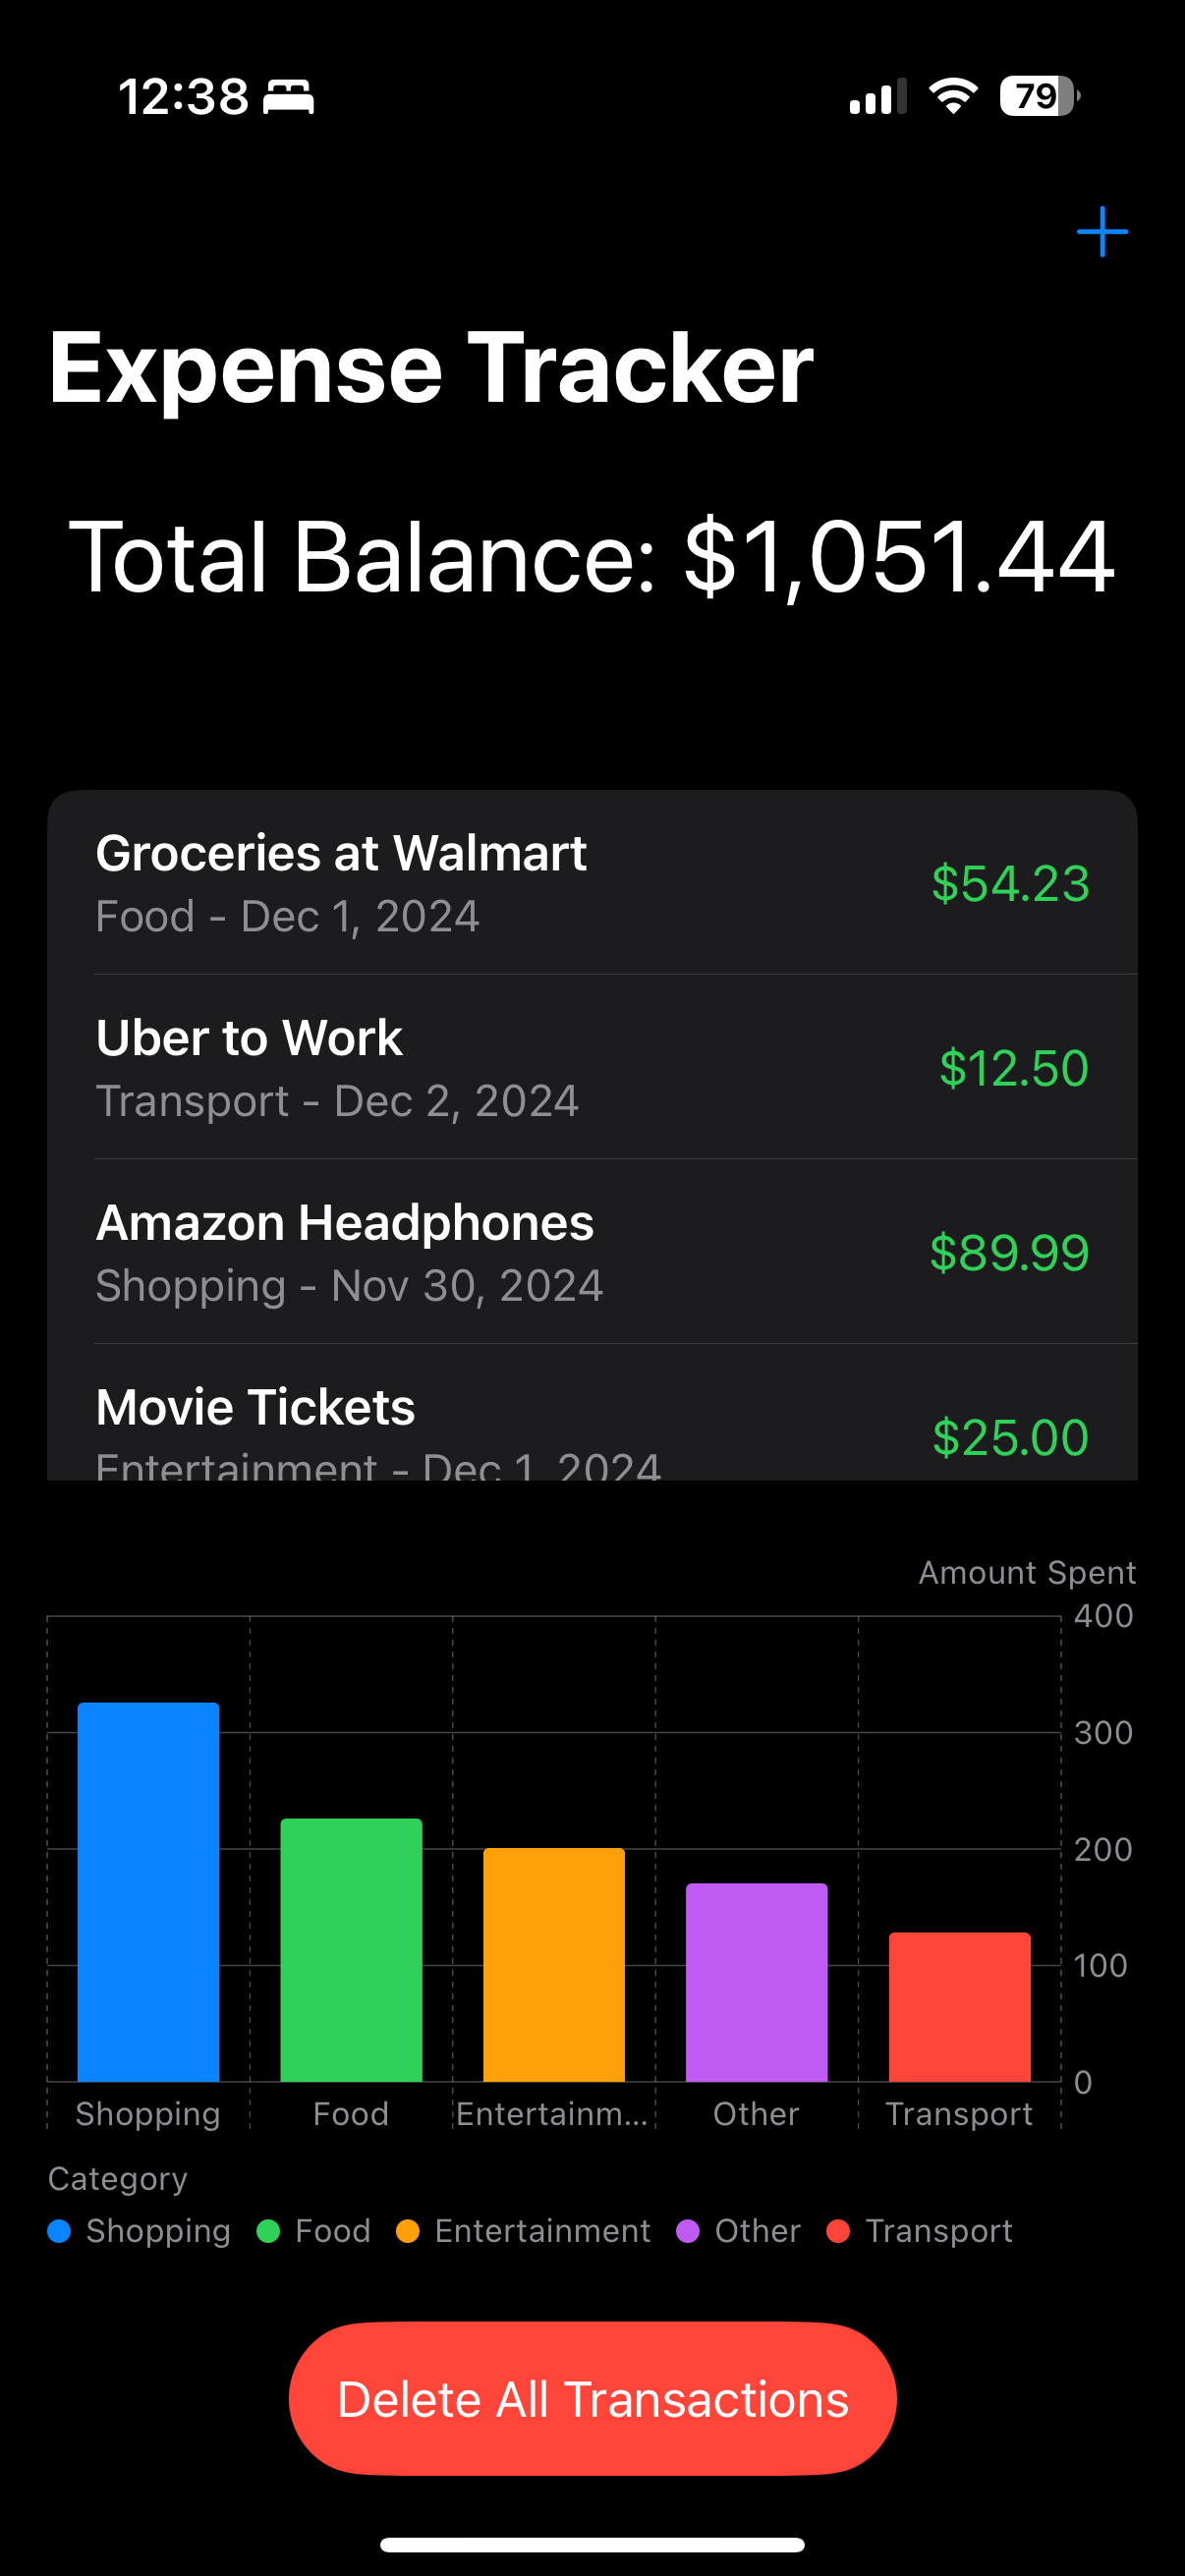 12:38
79
Expense Tracker
Total Balance: $1,051.44
Groceries at Walmart
$54.23
Food - Dec 1, 2024
Uber to Work
$12.50
Transport - Dec 2, 2024
Amazon Headphones
$89.99
Shopping - Nov 30, 2024
Movie Tickets
$25.00
Entertainment - Dec 1, 2024
Amount Spent
400
300
200
100
0
Shopping Food Entertainm... Other Transport
Category
Shopping Food Entertainment Other Transport
Delete All Transactions